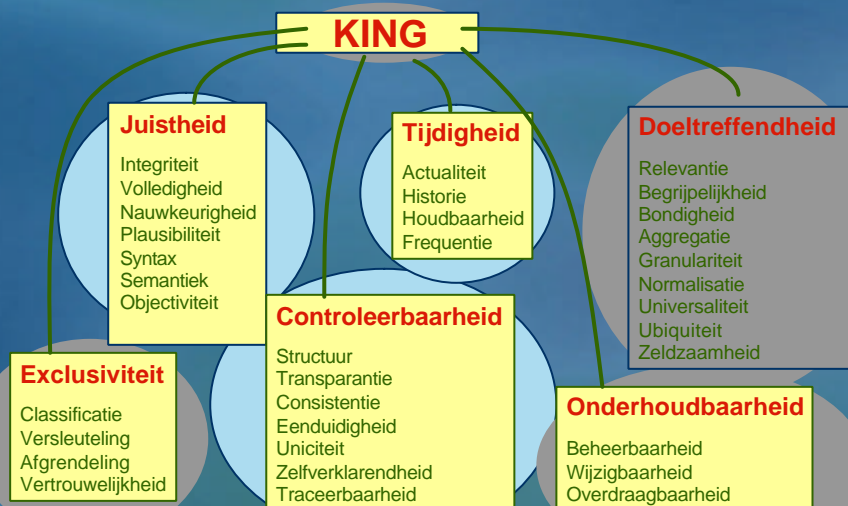 KING
Juistheid
Integriteit
Volledigheid
Nauwkeurigheid
Plausibiliteit
Syntax
Semantiek
Objectiviteit
Tijdigheid
Actualiteit
Historie
Houdbaarheid
Frequentie
Doeltreffendheid
Relevantie
Begrijpelijkheid
Bondigheid
Aggregatie
Granulariteit
Normalisatie
Universaliteit
Ubiquiteit
Zeldzaamheid
Exclusiviteit
Classificatie
Versleuteling
Afgrendeling
Vertrouwelijkheid
Controleerbaarheid
Structuur
Transparantie
Consistentie
Eenduidigheid
Uniciteit
Zelfverklarendheid
Traceerbaarheid
Onderhoudbaarheid
Beheerbaarheid
Wijzigbaarheid
Overdraagbaarheid